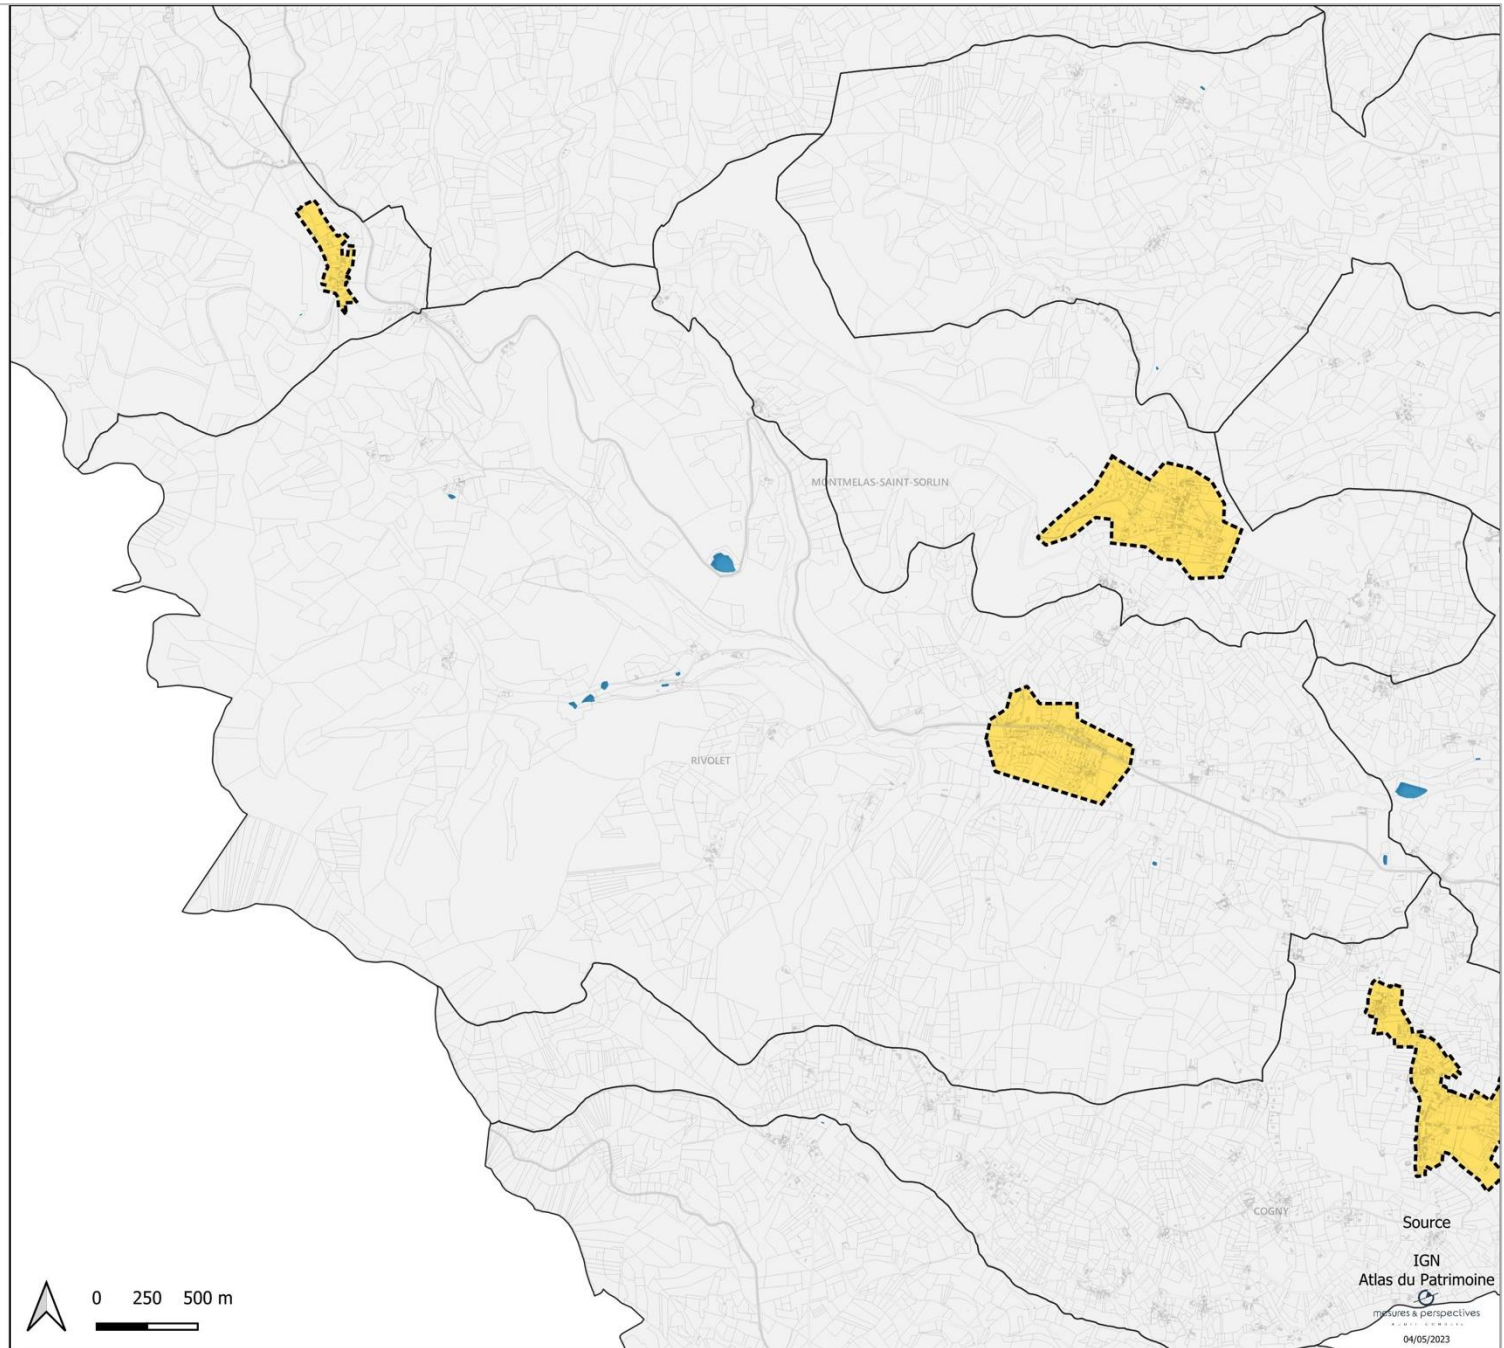 MONTMELAS-SAINT-SORLIN
RIVOLET
COGNY
Source
IGN
Atlas du Patrimoine
mesures & perspectives
04/05/2023
0 250 500 m